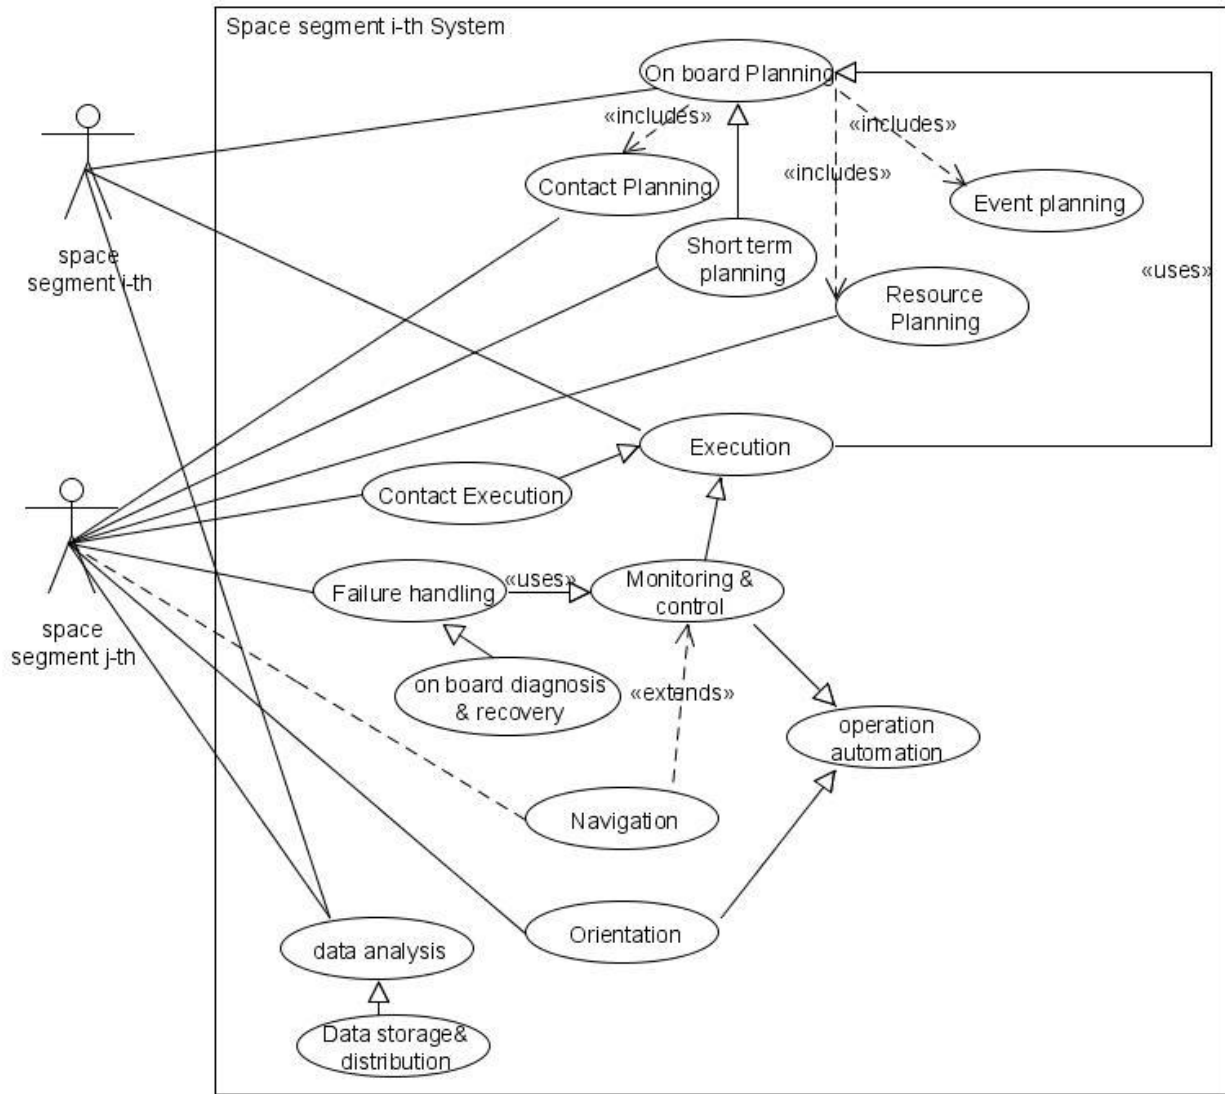 Space segment i-th System
On board Planning
«includes»
«includes»
Contact Planning
«includes»
Event planning
space
segment i-th
Short term
planning
«uses»
Resource
Planning
Execution
Contact Execution
space
segment j-th
Failure handling
«uses»
Monitoring &
control
on board diagnosis
& recovery
«extends»
operation
automation
Navigation
Orientation
data analysis
Data storage&
distribution